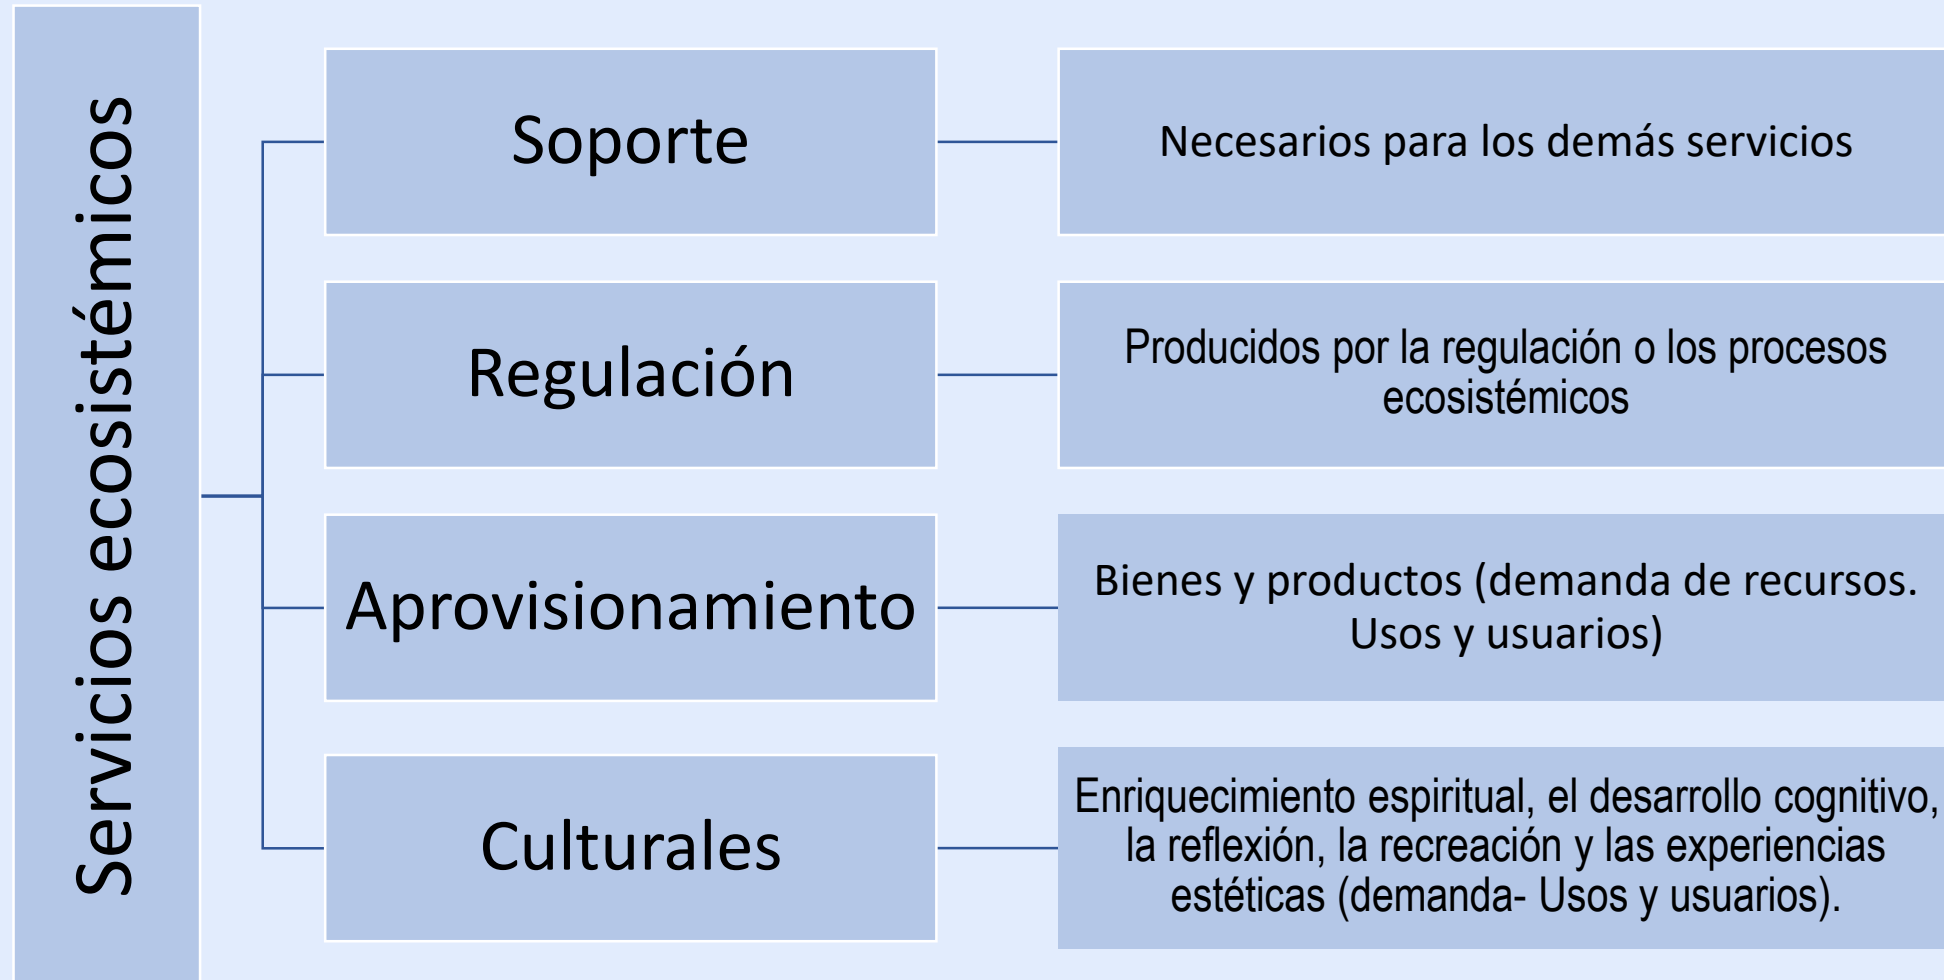 Servicios ecosistémicos
Soporte
Necesarios para los demás servicios
Regulación
Producidos por la regulación o los procesos
ecosistémicos
Aprovisionamiento
Bienes y productos (demanda de recursos.
Usos y usuarios)
Culturales
Enriquecimiento espiritual, el desarrollo cognitivo,
la reflexión, la recreación y las experiencias
estéticas (demanda- Usos y usuarios).